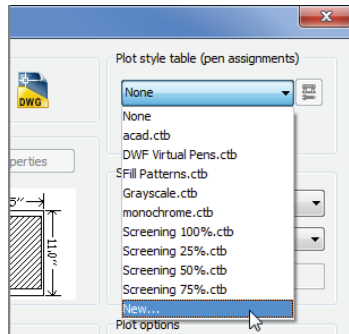 Plot style table (pen assignments)
DWG
None
None
acad.ctb
DWF Virtual Pens.ctb
Fill Patterns.ctb
Grayscale.ctb
monochrome.ctb
Screening 100%.ctb
Screening 25%.ctb
Screening 50%.ctb
Screening 75%.ctb
New...
perties
S
5"
11.0"
Plot options